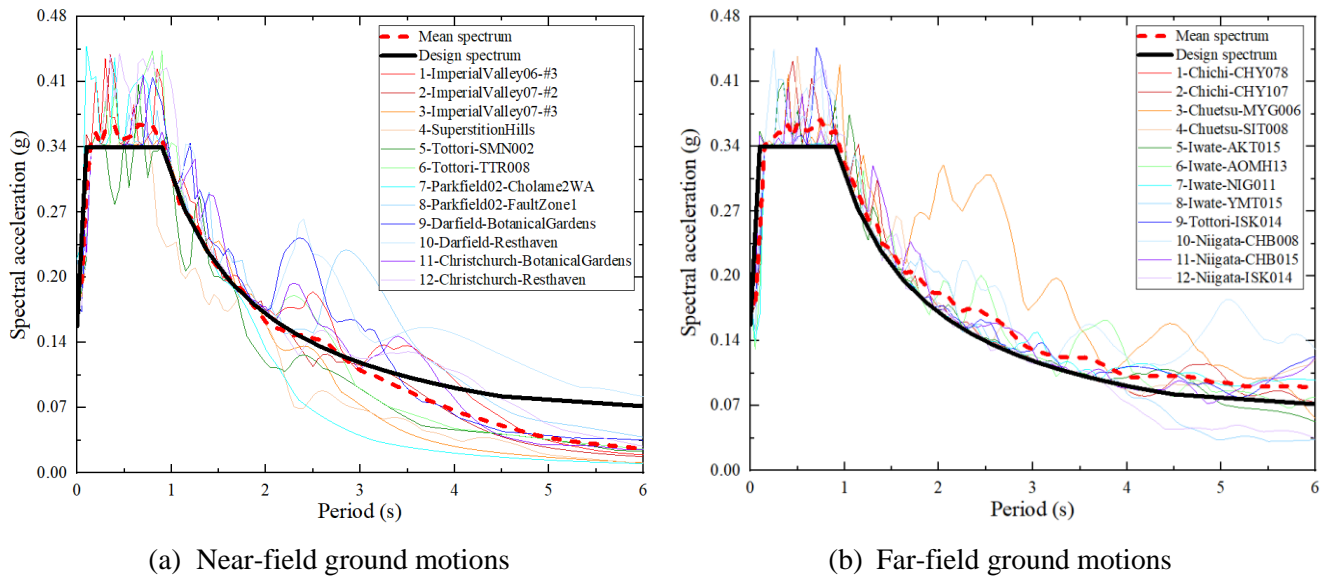 0.48
0.41
0.34
0.27
0.20
0.14
0.07
0.00
Spectral acceleration (g)
0 1 2 3 4 5 6
Period (s)
Mean spectrum
Design spectrum
1-ImperialValley06-#3
2-ImperialValley07-#2
3-ImperialValley07-#3
4-SuperstitionHills
5-Tottori-SMN002
6-Tottori-TTR008
7-Parkfield02-Cholame2WA
8-Parkfield02-FaultZone1
9-Darfield-BotanicalGardens
10-Darfield-Resthaven
11-Christchurch-BotanicalGardens
12-Christchurch-Resthaven
(a) Near-field ground motions
0.48
0.41
0.34
0.27
0.20
0.14
0.07
0.00
Spectral acceleration (g)
0 1 2 3 4 5 6
Period (s)
Mean spectrum
Design spectrum
1-Chichi-CHY078
2-Chichi-CHY107
3-Chuetsu-MYG006
4-Chuetsu-SIT008
5-Iwate-AKT015
6-Iwate-AOMH13
7-Iwate-NIG011
8-Iwate-YMT015
9-Tottori-ISK014
10-Niigata-CHB008
11-Niigata-CHB015
12-Niigata-ISK014
(b) Far-field ground motions